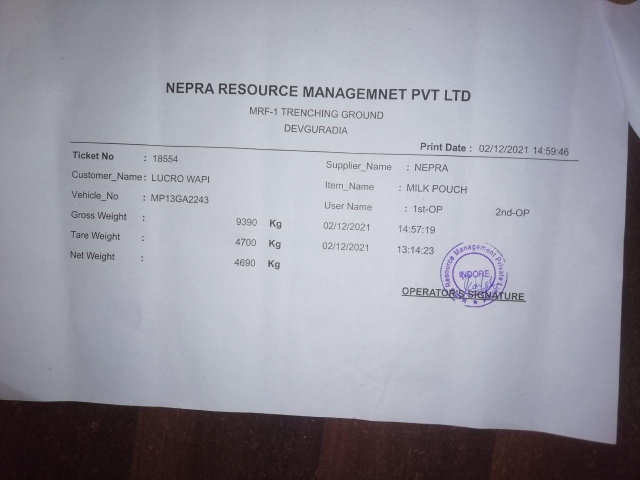 NEPRA RESOURCE MANAGEMNET PVT LTD
MRF-1 TRENCHING GROUND
DEVGURADIA
Print Date : 02/12/2021 14:59:46
Ticket No : 18554 Supplier_Name : NEPRA
Customer_Name : LUCRO WAPI Item_Name : MILK POUCH
Vehicle_No : MP13GA2243 User Name : 1st-OP 2nd-OP
Gross Weight : 9390 Kg 02/12/2021 14:57:19
Tare Weight : 4700 Kg 02/12/2021 13:14:23
Net Weight : 4690 Kg
Resource Management Private
INDORE
OPERATOR'S SIGNATURE